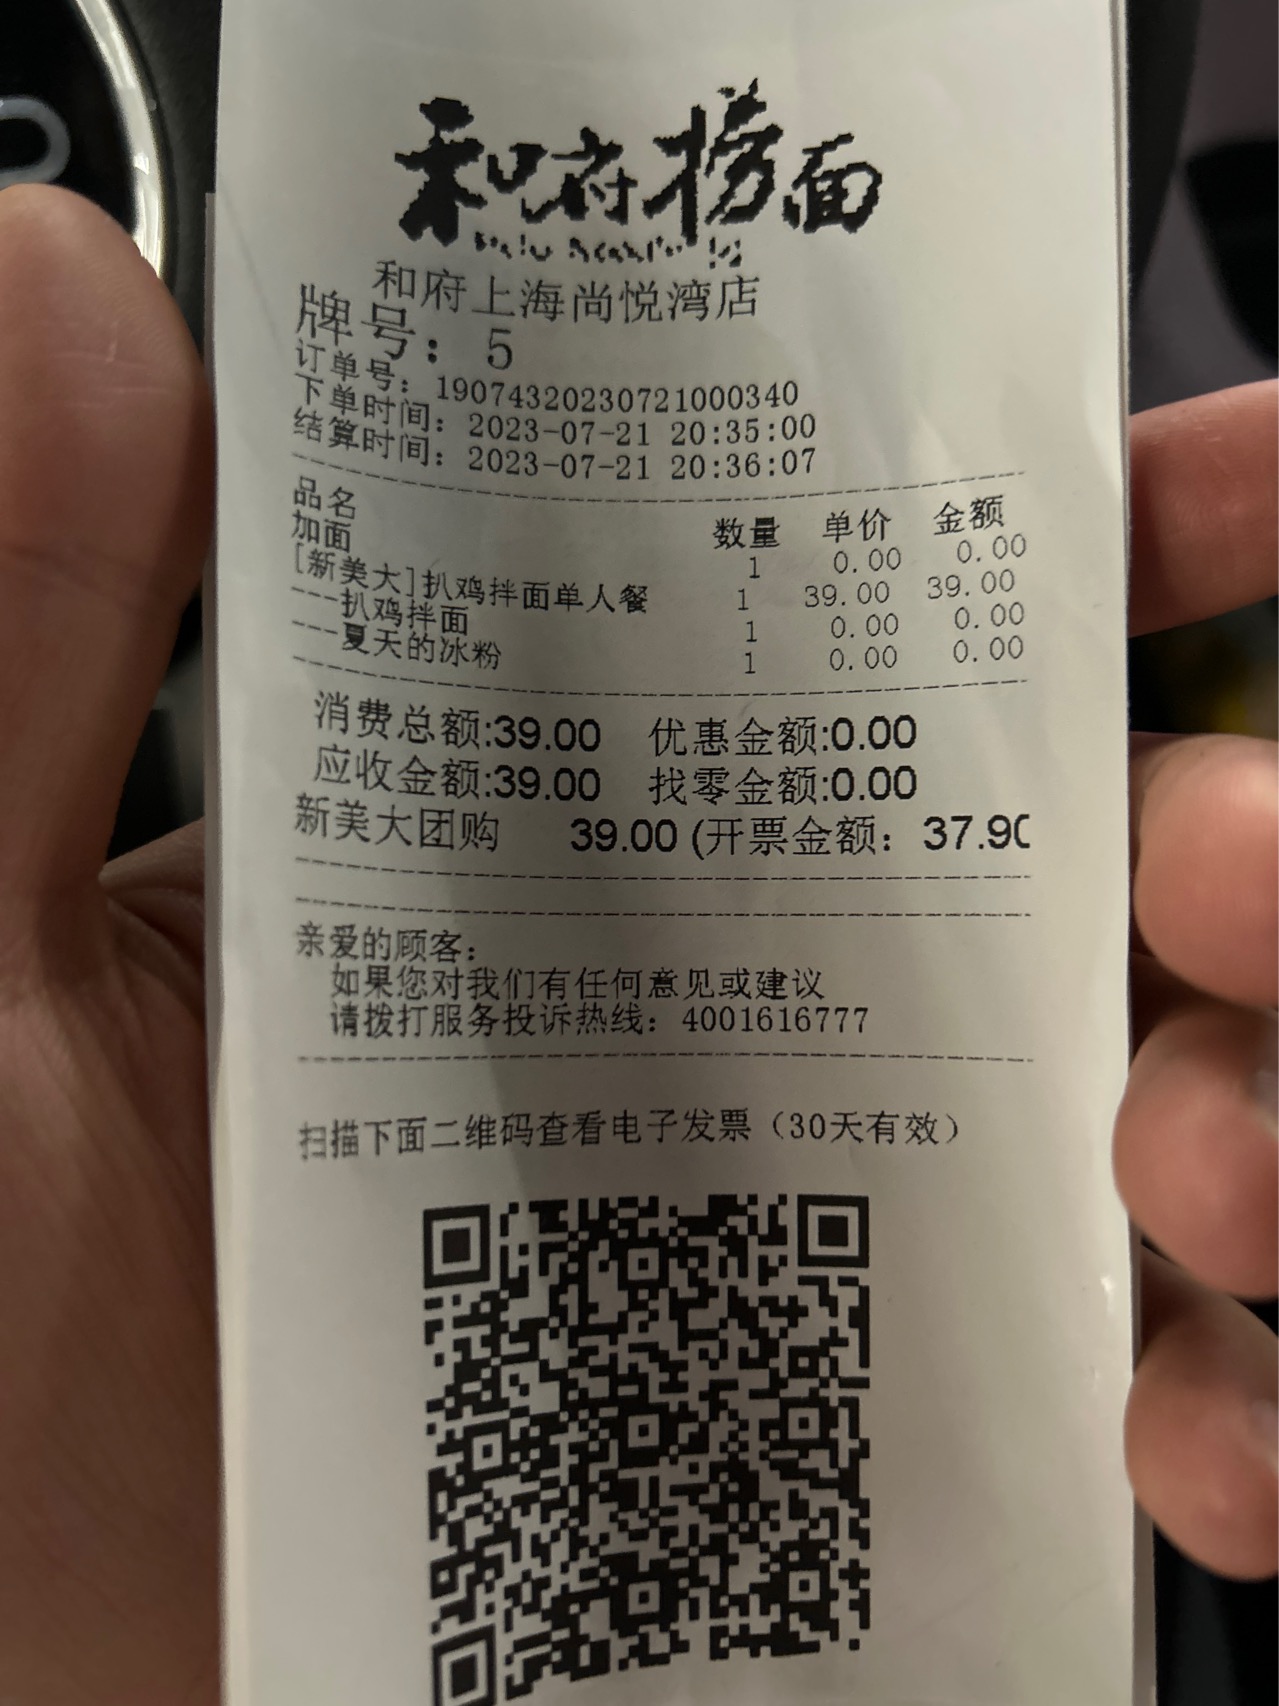 和府捞面
和府上海尚悦湾店
牌号：5
订单号：19074320230721000340
下单时间：2023-07-21 20:35:00
结算时间：2023-07-21 20:36:07
品名 数量 单价 金额
加面 1 0.00 0.00
[新美大]扒鸡拌面单人餐 1 39.00 39.00
---扒鸡拌面 1 0.00 0.00
---夏天的冰粉 1 0.00 0.00
消费总额:39.00 优惠金额:0.00
应收金额:39.00 找零金额:0.00
新美大团购 39.00 (开票金额：37.90
亲爱的顾客：
如果您对我们有任何意见或建议
请拨打服务投诉热线：4001616777
扫描下面二维码查看电子发票（30天有效）